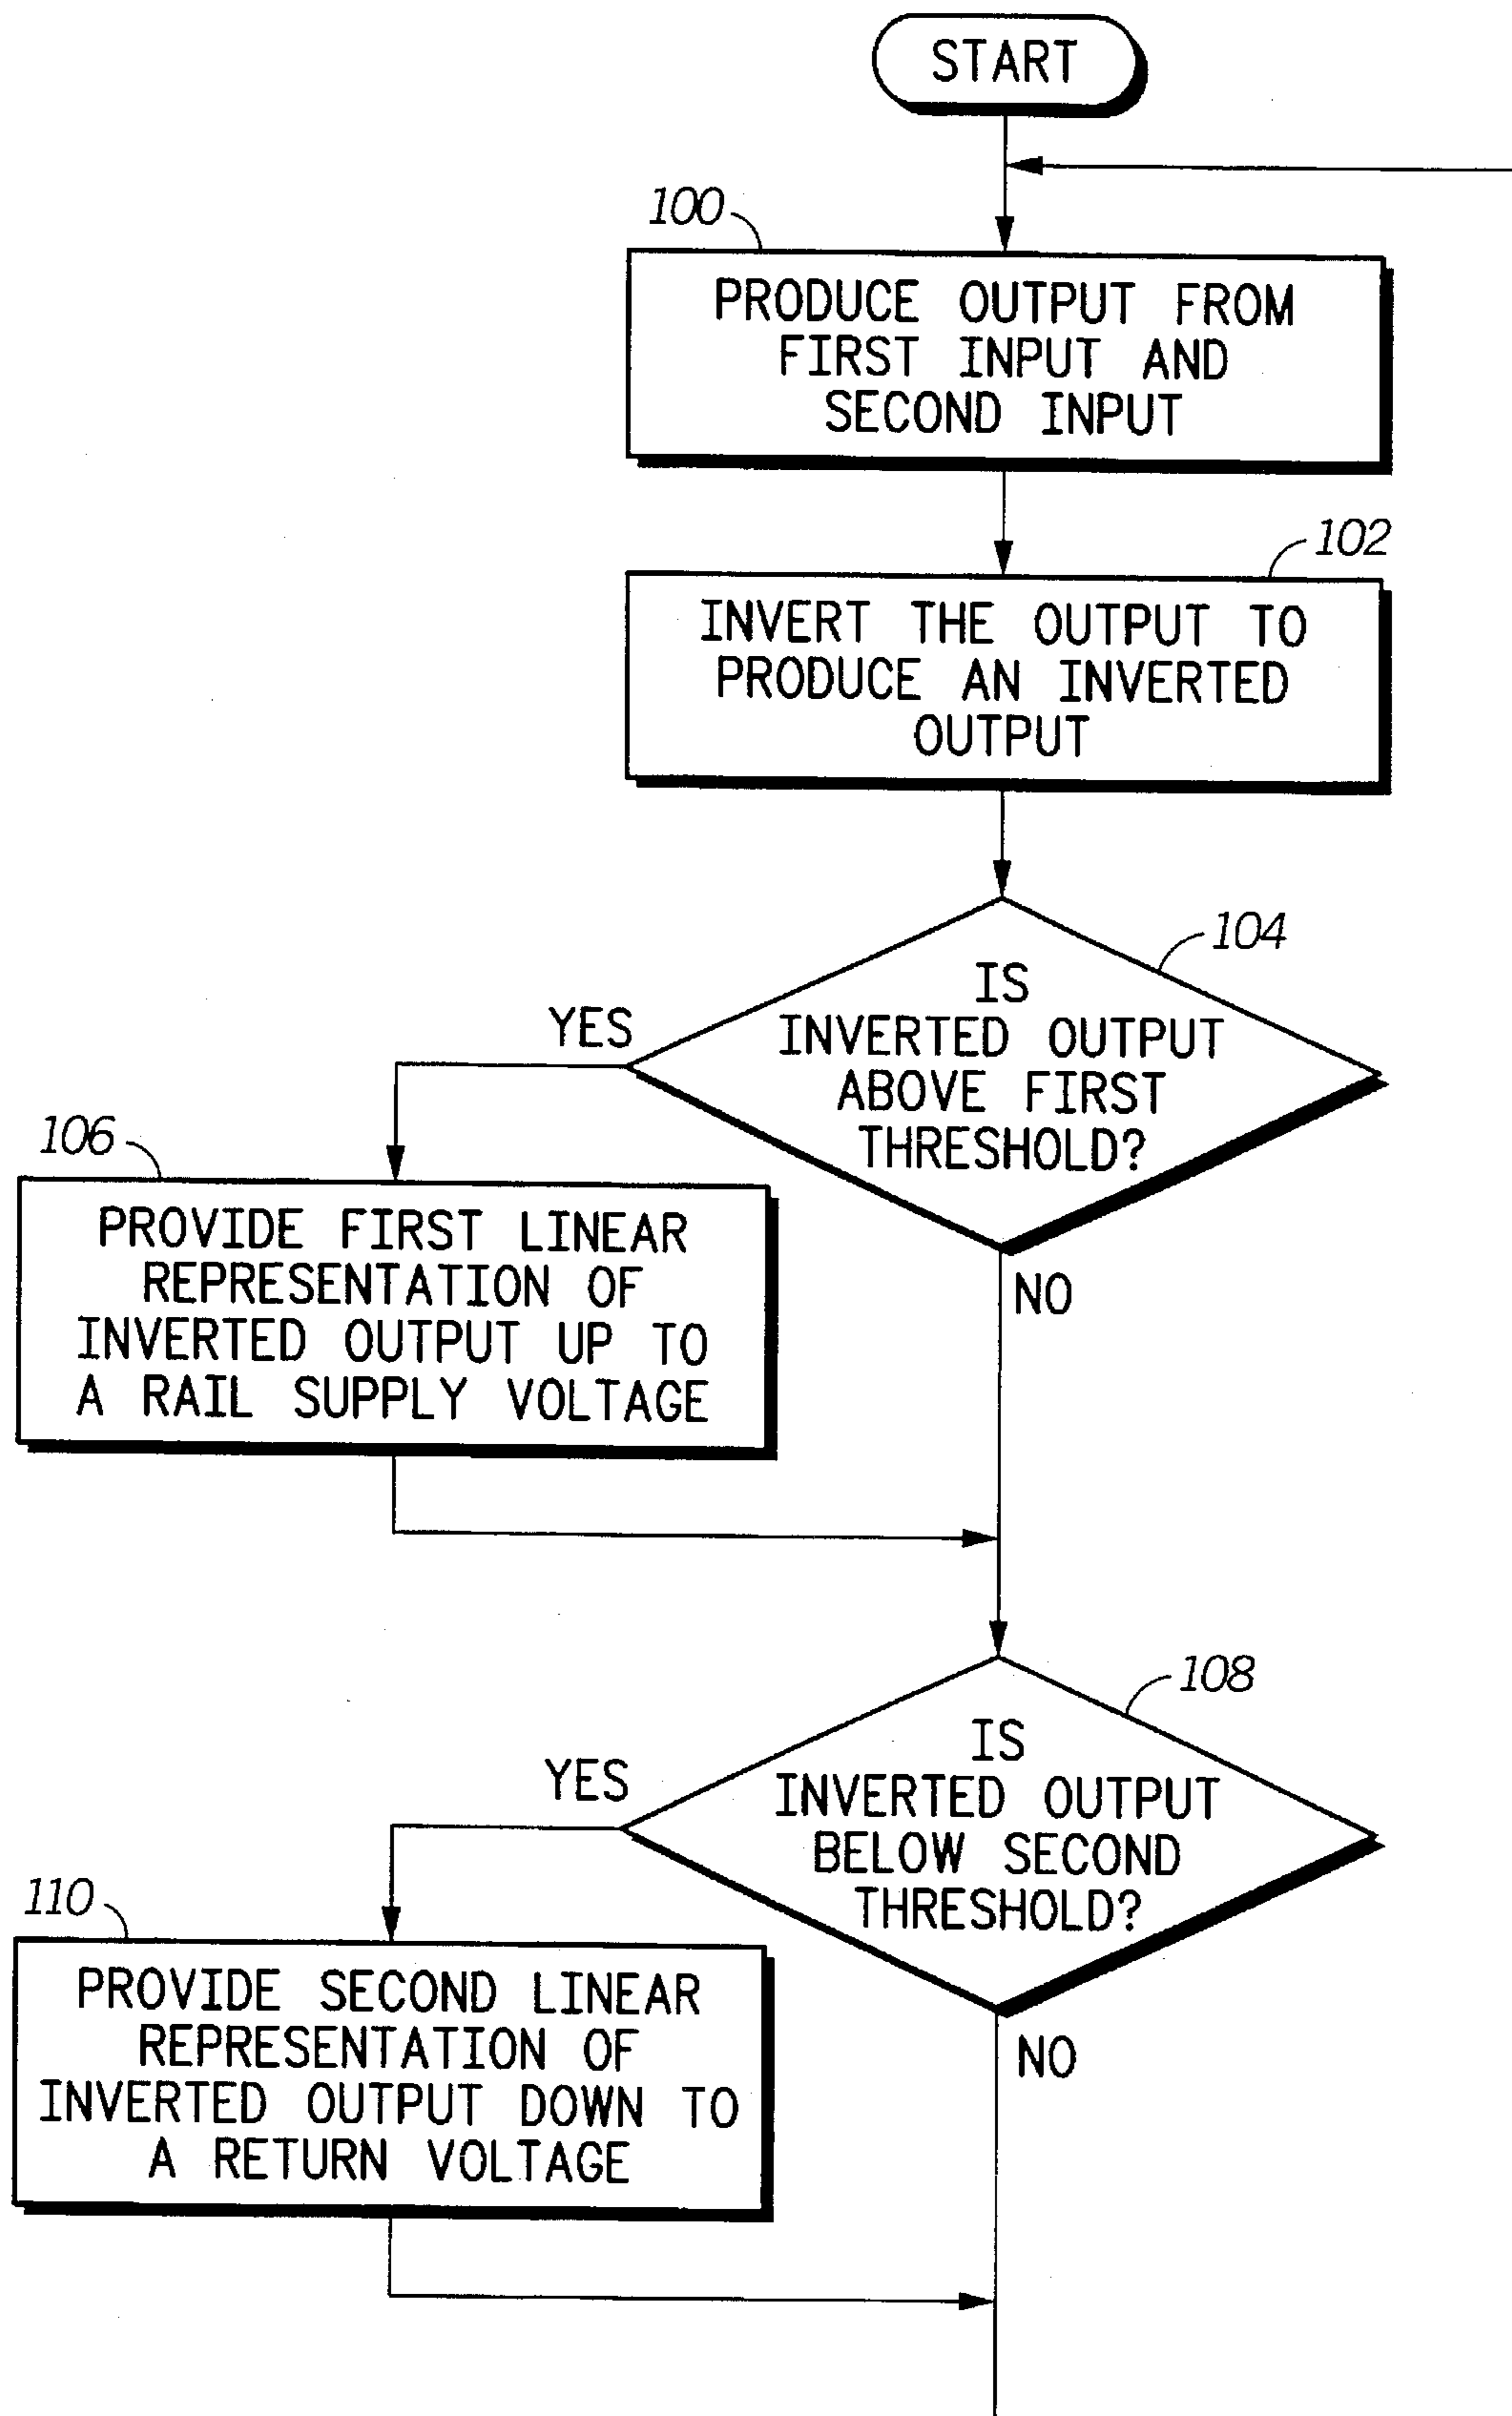 START
100
PRODUCE OUTPUT FROM
FIRST INPUT AND
SECOND INPUT
102
INVERT THE OUTPUT TO
PRODUCE AN INVERTED
OUTPUT
104
IS
INVERTED OUTPUT
ABOVE FIRST
THRESHOLD?
YES
106
PROVIDE FIRST LINEAR
REPRESENTATION OF
INVERTED OUTPUT UP TO
A RAIL SUPPLY VOLTAGE
NO
108
IS
INVERTED OUTPUT
BELOW SECOND
THRESHOLD?
YES
110
PROVIDE SECOND LINEAR
REPRESENTATION OF
INVERTED OUTPUT DOWN TO
A RETURN VOLTAGE
NO